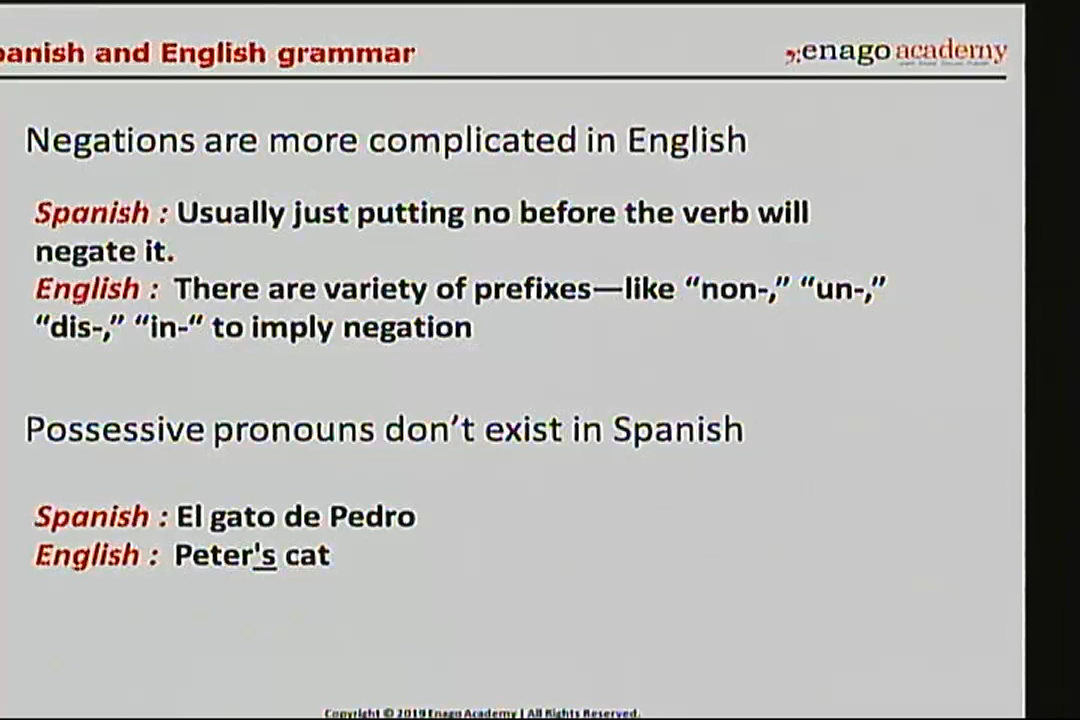 panish and English grammar
enago academy
Negations are more complicated in English
Spanish : Usually just putting no before the verb will
negate it.
English : There are variety of prefixes—like “non-,” “un-,”
“dis-,” “in-“ to imply negation
Possessive pronouns don’t exist in Spanish
Spanish : El gato de Pedro
English : Peter's cat
Copyright © 2019 Enago Academy | All Rights Reserved.